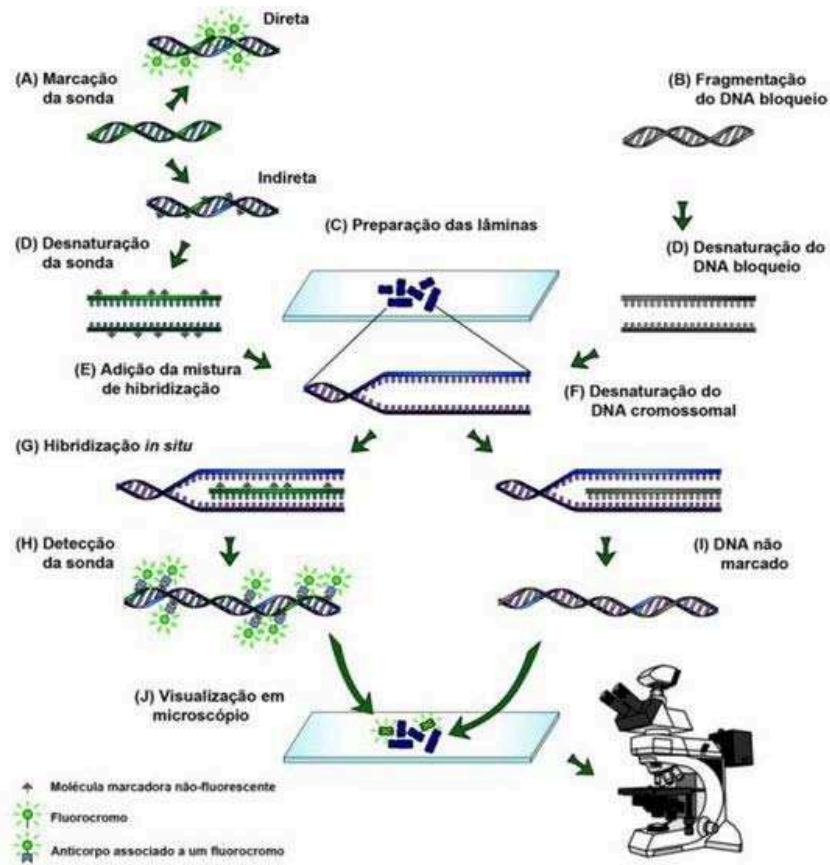 Direta
(A) Marcação
da sonda
(B) Fragmentação
do DNA bloqueio
Indireta
(C) Preparação das lâminas
(D) Desnaturação
da sonda
(D) Desnaturação do
DNA bloqueio
(E) Adição da mistura
de hibridização
(F) Desnaturação do
DNA cromossomal
(G) Hibridização in situ
(H) Detecção
da sonda
(I) DNA não
marcado
(J) Visualização em
microscópio
Molécula marcadora não-fluorescente
Fluorocromo
Anticorpo associado a um fluorocromo